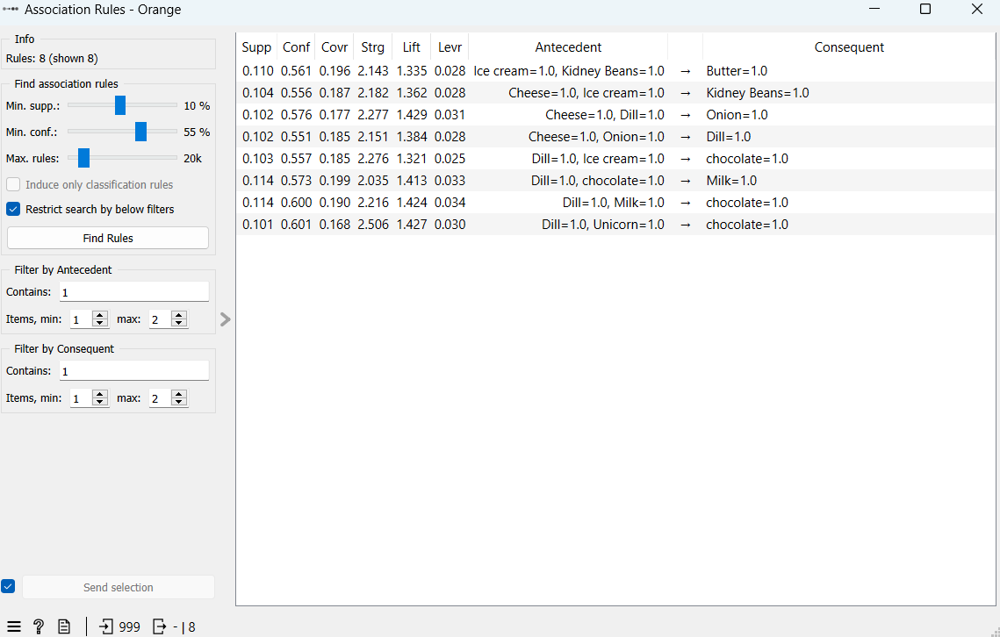 Association Rules - Orange
Info
Rules: 8 (shown 8)
Find association rules
Min. supp.: 10 %
Min. conf.: 55 %
Max. rules: 20k
Induce only classification rules
Restrict search by below filters
Find Rules
Filter by Antecedent
Contains: 1
Items, min: 1 max: 2
Filter by Consequent
Contains: 1
Items, min: 1 max: 2
Send selection
999 - | 8
Supp Conf Covr Strg Lift Levr Antecedent Consequent
0.110 0.561 0.196 2.143 1.335 0.028 Ice cream=1.0, Kidney Beans=1.0 → Butter=1.0
0.104 0.556 0.187 2.182 1.362 0.028 Cheese=1.0, Ice cream=1.0 → Kidney Beans=1.0
0.102 0.576 0.177 2.277 1.429 0.031 Cheese=1.0, Dill=1.0 → Onion=1.0
0.102 0.551 0.185 2.151 1.384 0.028 Cheese=1.0, Onion=1.0 → Dill=1.0
0.103 0.557 0.185 2.276 1.321 0.025 Dill=1.0, Ice cream=1.0 → chocolate=1.0
0.114 0.573 0.199 2.035 1.413 0.033 Dill=1.0, chocolate=1.0 → Milk=1.0
0.114 0.600 0.190 2.216 1.424 0.034 Dill=1.0, Milk=1.0 → chocolate=1.0
0.101 0.601 0.168 2.506 1.427 0.030 Dill=1.0, Unicorn=1.0 → chocolate=1.0